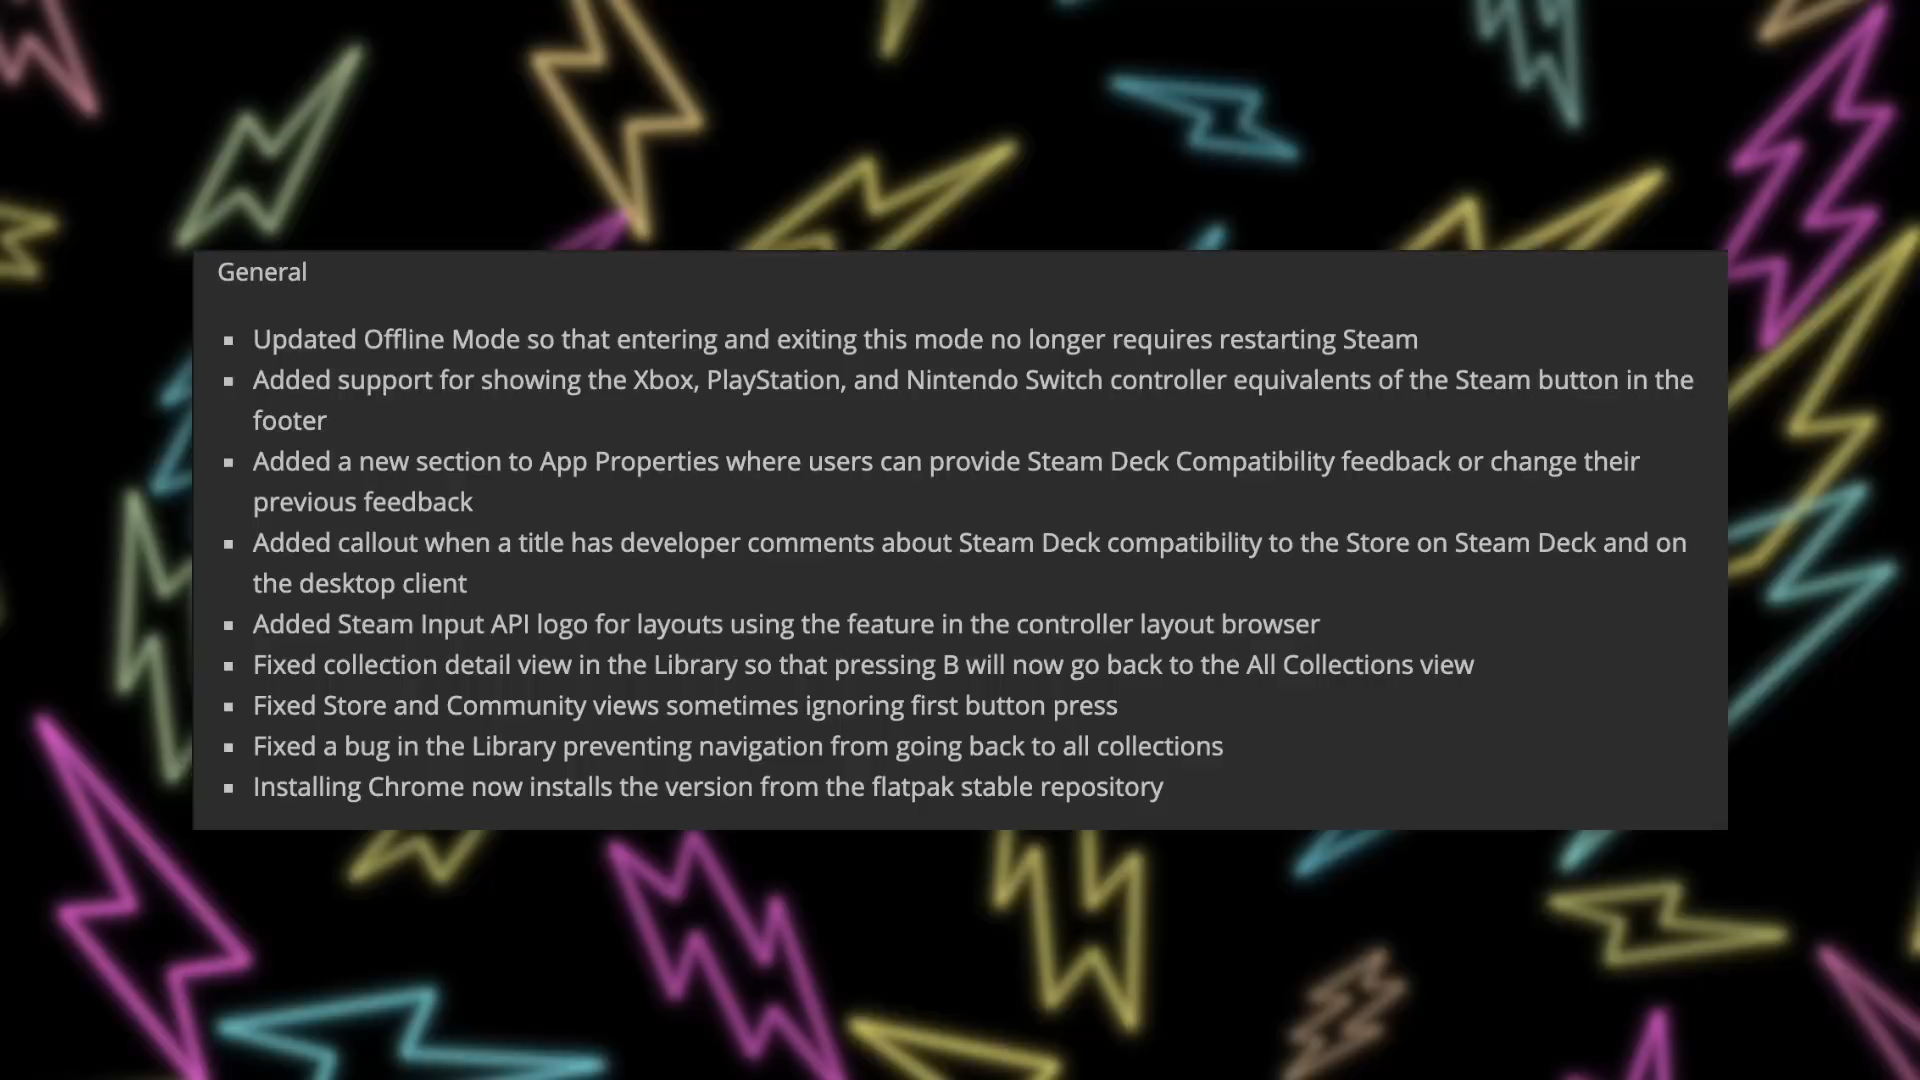 General
▪ Updated Offline Mode so that entering and exiting this mode no longer requires restarting Steam
▪ Added support for showing the Xbox, PlayStation, and Nintendo Switch controller equivalents of the Steam button in the
footer
▪ Added a new section to App Properties where users can provide Steam Deck Compatibility feedback or change their
previous feedback
▪ Added callout when a title has developer comments about Steam Deck compatibility to the Store on Steam Deck and on
the desktop client
▪ Added Steam Input API logo for layouts using the feature in the controller layout browser
▪ Fixed collection detail view in the Library so that pressing B will now go back to the All Collections view
▪ Fixed Store and Community views sometimes ignoring first button press
▪ Fixed a bug in the Library preventing navigation from going back to all collections
▪ Installing Chrome now installs the version from the flatpak stable repository